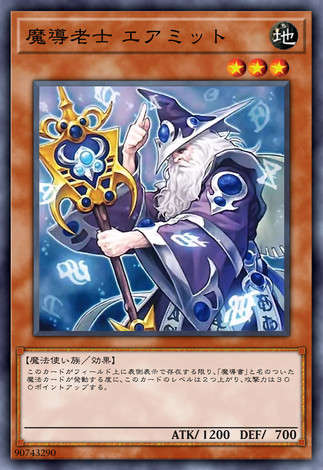 魔導老士 エアミット
地
【魔法使い族／効果】
このカードがフィールド上に表側表示で存在する限り、「魔導書」と名のついた
魔法カードが発動する度に、このカードのレベルは２つ上がり、攻撃力は３０
０ポイントアップする。
ATK/ 1200 DEF/ 700
90743290